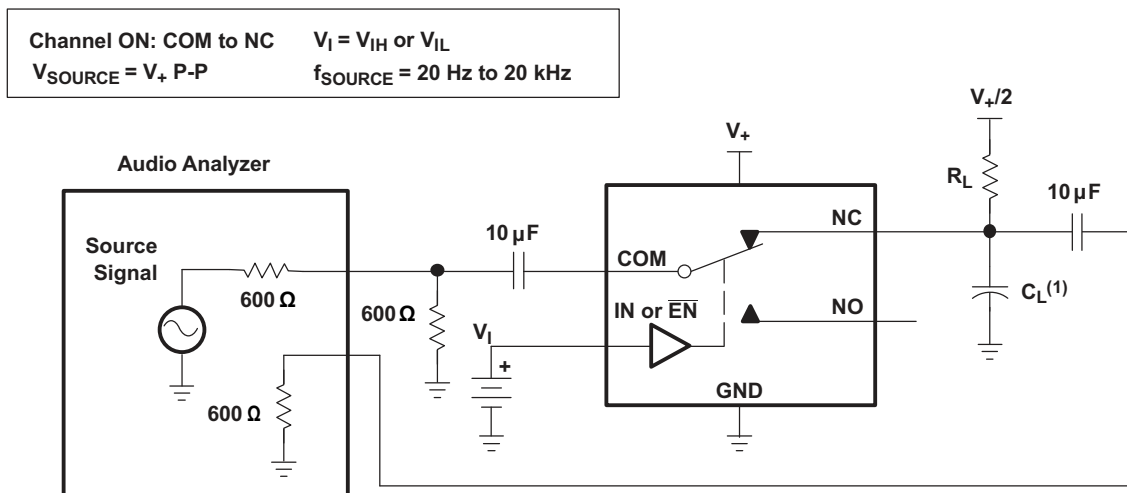 Channel ON: COM to NC V_I = V_IH or V_IL
V_SOURCE = V_+ P-P f_SOURCE = 20 Hz to 20 kHz
V_+/2
V_+
Audio Analyzer
R_L
10 µF
NC
Source
Signal
10 µF
COM
600 Ω
600 Ω
C_L(1)
IN or E̅N̅
NO
V_I
+
GND
600 Ω